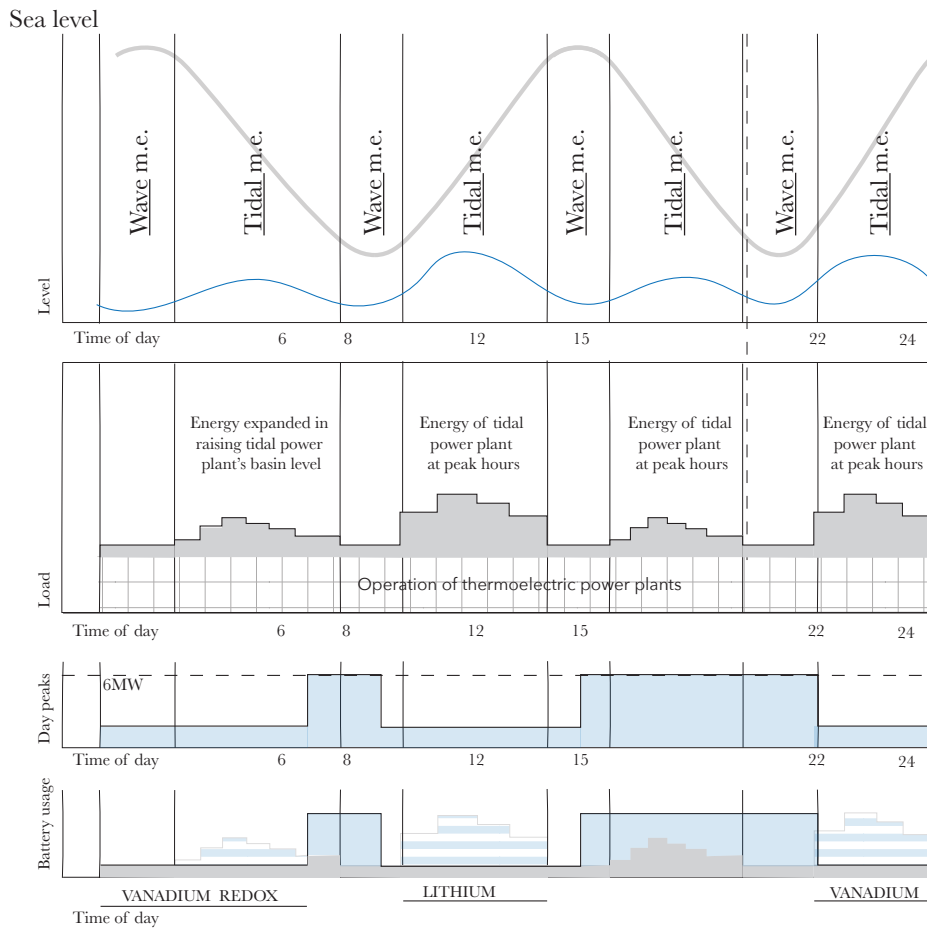 Sea level
Wave m.e.
Tidal m.e.
Wave m.e.
Tidal m.e.
Wave m.e.
Tidal m.e.
Wave m.e.
Tidal m.e.
Level
Time of day 6 8 12 15 22 24
Energy expanded in
raising tidal power
plant's basin level
Energy of tidal
power plant
at peak hours
Energy of tidal
power plant
at peak hours
Energy of tidal
power plant
at peak hours
Load
Operation of thermoelectric power plants
Time of day 6 8 12 15 22 24
Day peaks
6MW
Time of day 6 8 12 15 22 24
Battery usage
VANADIUM REDOX
LITHIUM
VANADIUM
Time of day